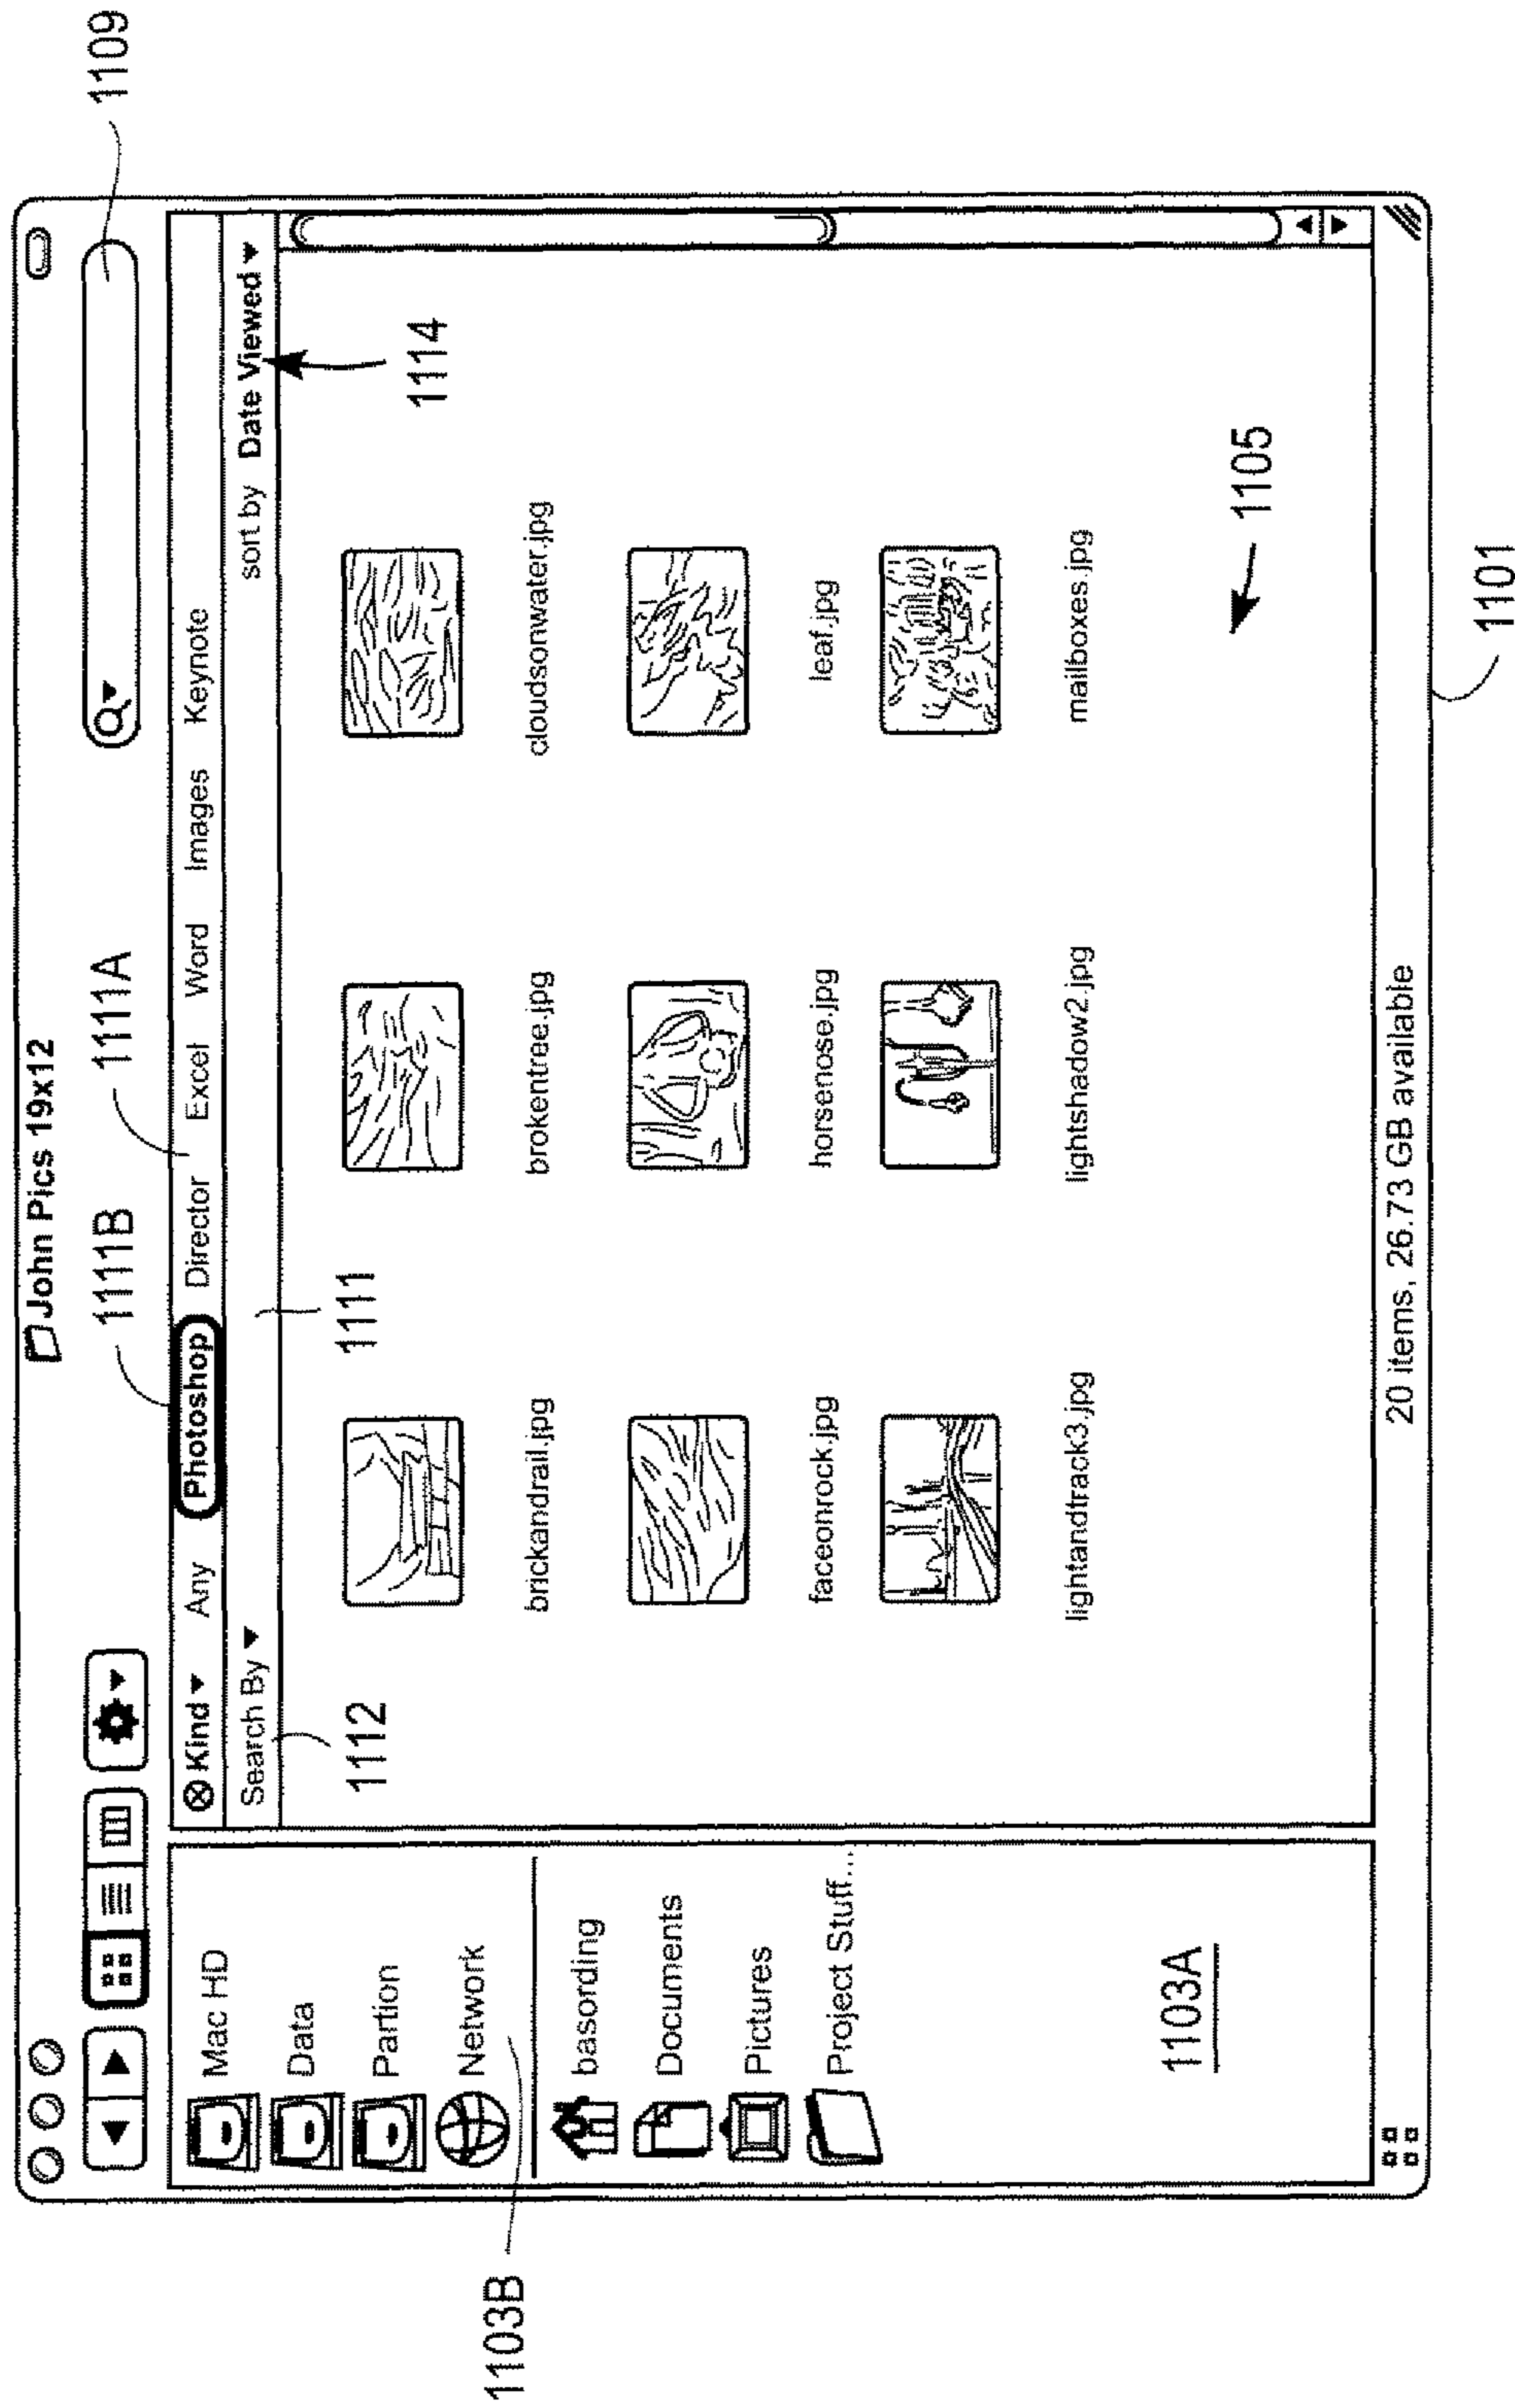 John Pics 19x12
1109
1111B
1111A
Kind Any Photoshop Director Excel Word Images Keynote
Search By sort by Date Viewed
1112
1111
1114
Mac HD
Data
Partion
Network
1103B
basording
Documents
Pictures
Project Stuff...
1103A
brickandrail.jpg brokentree.jpg cloudsonwater.jpg
faceonrock.jpg horsenose.jpg leaf.jpg
lightandtrack3.jpg lightshadow2.jpg mailboxes.jpg
1105
20 items, 26.73 GB available
1101